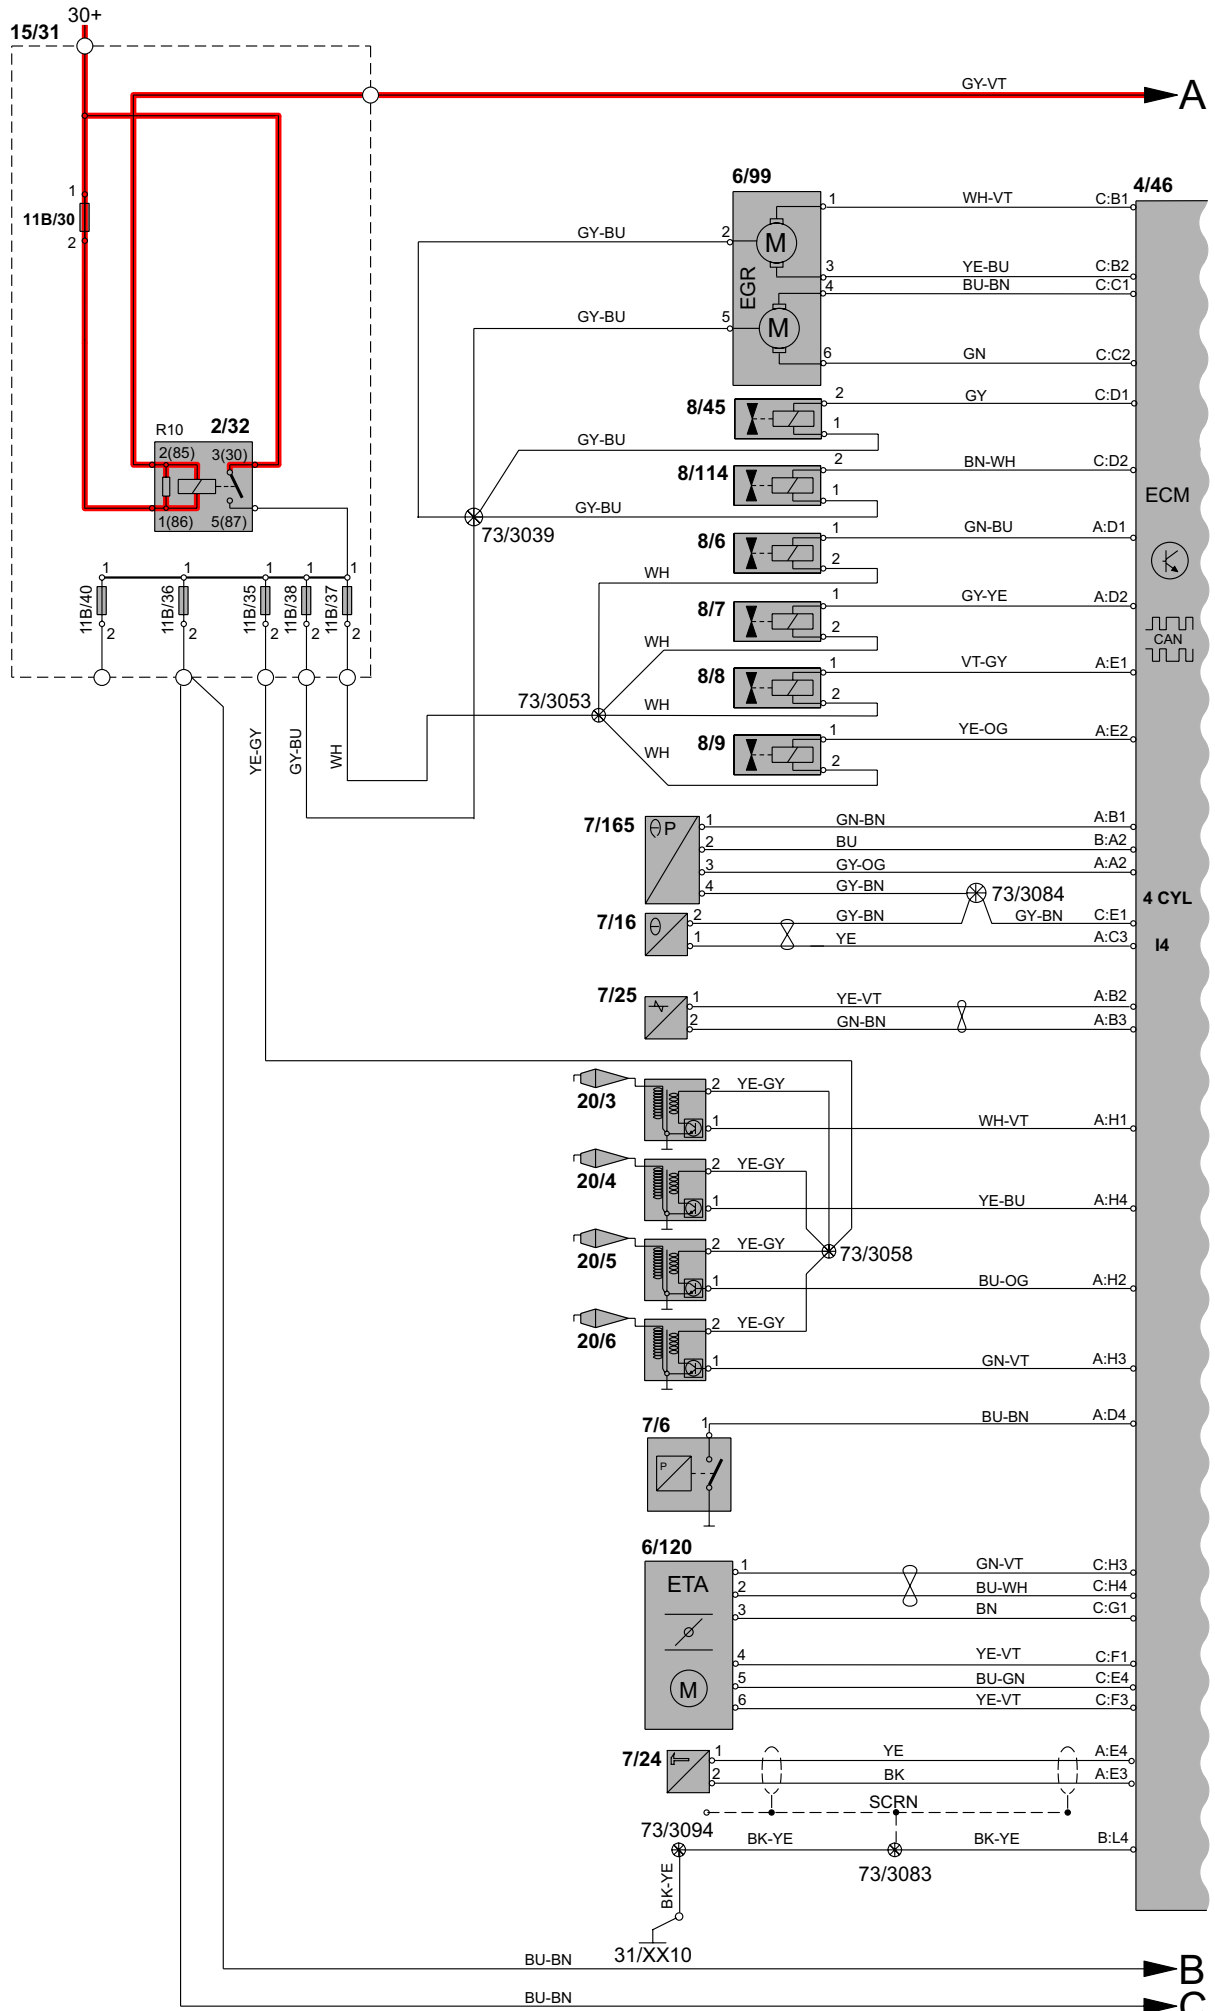 30+
15/31
GY-VT
A
1
11B/30
2
6/99
1
WH-VT
C:B1
4/46
GY-BU
2
M
3
YE-BU
C:B2
EGR
4
BU-BN
C:C1
GY-BU
5
M
6
GN
C:C2
8/45
2
GY
C:D1
1
R10
2/32
2(85)
3(30)
1(86)
5(87)
GY-BU
8/114
2
BN-WH
C:D2
1
GY-BU
73/3039
ECM
8/6
1
GN-BU
A:D1
2
WH
1
1
1
1
1
11B/40
11B/36
11B/35
11B/38
11B/37
2
2
2
2
2
8/7
1
GY-YE
A:D2
2
WH
CAN
8/8
1
VT-GY
A:E1
2
WH
73/3053
YE-GY
GY-BU
WH
8/9
1
YE-OG
A:E2
2
WH
7/165
P
1
GN-BN
A:B1
2
BU
B:A2
3
GY-OG
A:A2
4
GY-BN
73/3084
4 CYL
7/16
2
GY-BN
GY-BN
C:E1
1
YE
A:C3
I4
7/25
1
YE-VT
A:B2
2
GN-BN
A:B3
20/3
2
YE-GY
1
WH-VT
A:H1
20/4
2
YE-GY
1
YE-BU
A:H4
20/5
2
YE-GY
73/3058
1
BU-OG
A:H2
20/6
2
YE-GY
1
GN-VT
A:H3
7/6
1
BU-BN
A:D4
P
6/120
ETA
M
1
GN-VT
C:H3
2
BU-WH
C:H4
3
BN
C:G1
4
YE-VT
C:F1
5
BU-GN
C:E4
6
YE-VT
C:F3
7/24
1
YE
A:E4
2
BK
A:E3
SCRN
73/3094
BK-YE
BK-YE
B:L4
73/3083
BK-YE
31/XX10
BU-BN
B
BU-BN
C